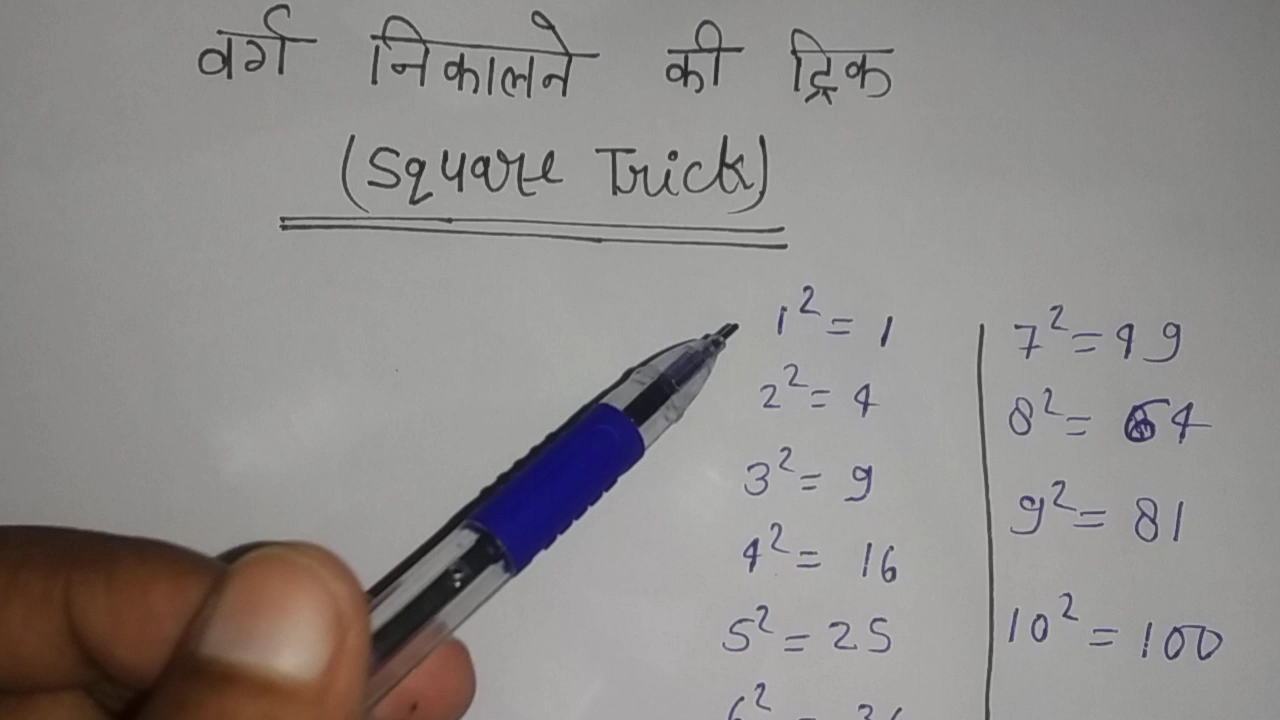 वर्ग निकालने की ट्रिक
(Square Trick)
1² = 1
2² = 4
3² = 9
4² = 16
5² = 25
6² =
7² = 49
8² = 64
9² = 81
10² = 100